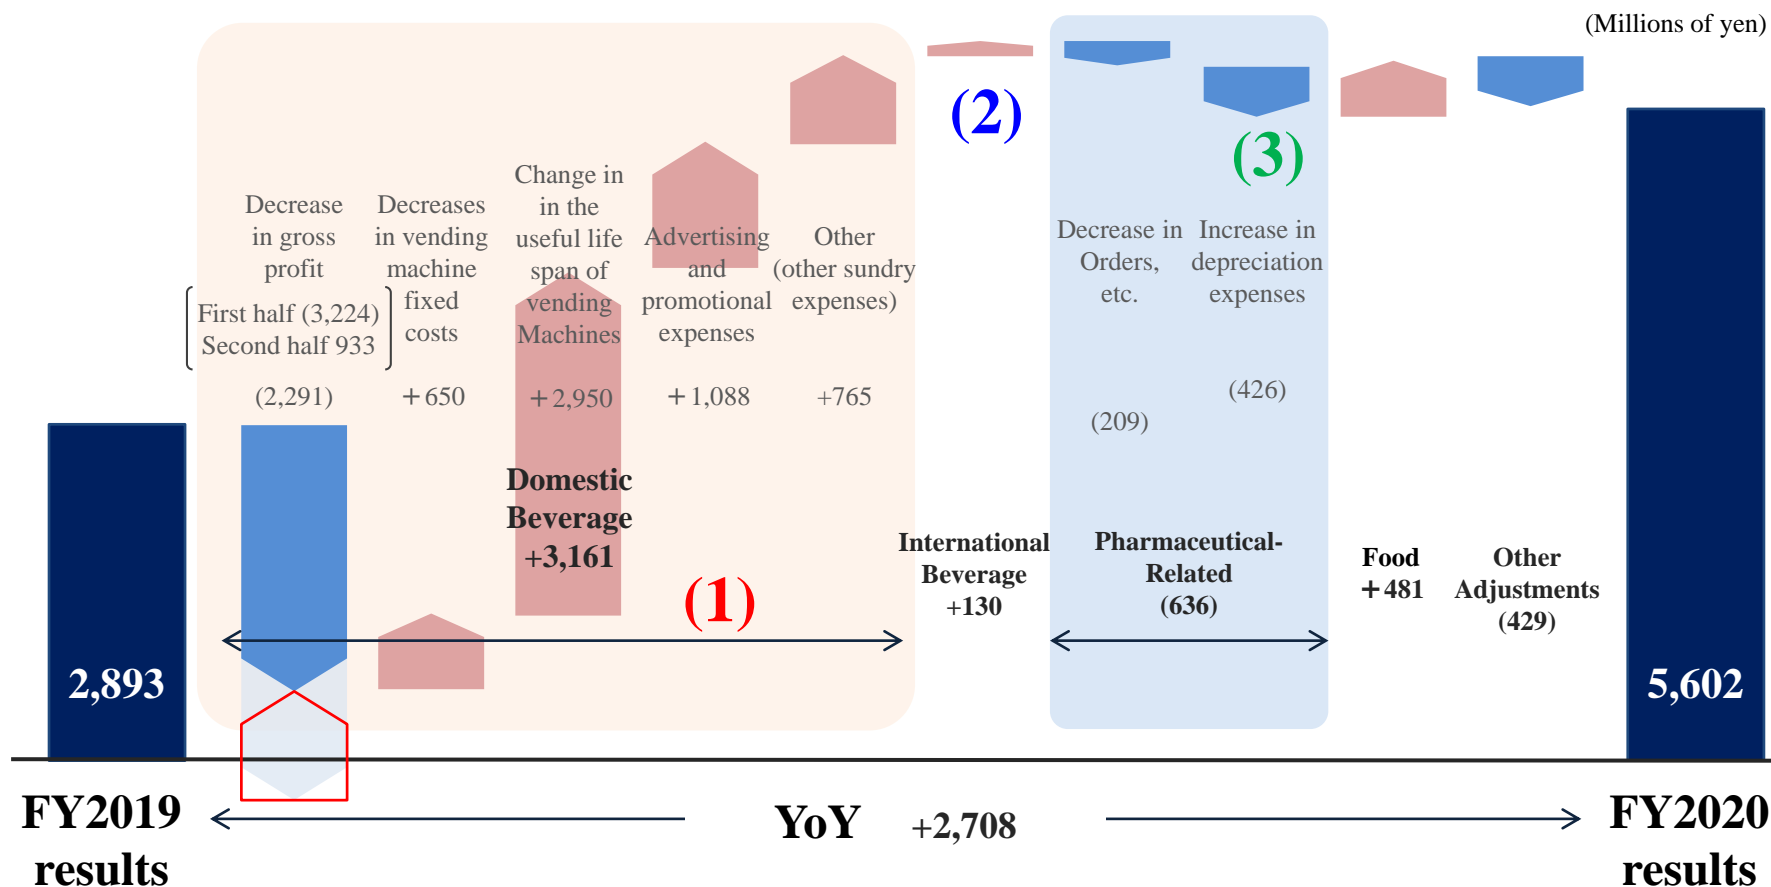 (Millions of yen)
(2)
(3)
Decrease
in gross
profit
First half (3,224)
Second half 933
(2,291)
Decreases
in vending
machine
fixed
costs
+650
Change in
in the
useful life
span of
vending
Machines
+2,950
Advertising
and
promotional
expenses
+1,088
Other
(other sundry
expenses)
+765
Decrease in
Orders,
etc.
(209)
Increase in
depreciation
expenses
(426)
Domestic
Beverage
+3,161
(1)
International
Beverage
+130
Pharmaceutical-
Related
(636)
Food
+481
Other
Adjustments
(429)
2,893
5,602
FY2019
results
YoY +2,708
FY2020
results